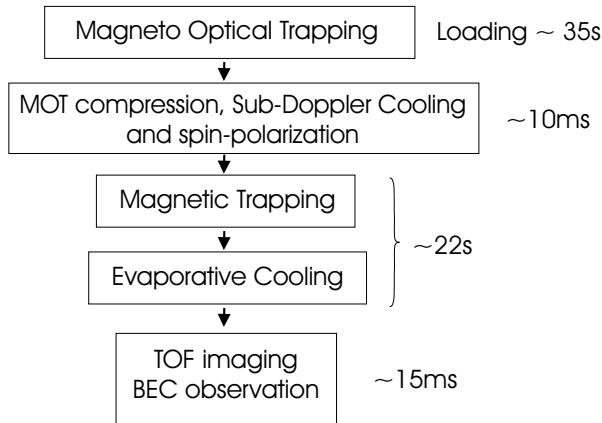 Magneto Optical Trapping
Loading ~ 35s
MOT compression, Sub-Doppler Cooling
and spin-polarization
~10ms
Magnetic Trapping
~22s
Evaporative Cooling
TOF imaging
BEC observation
~15ms